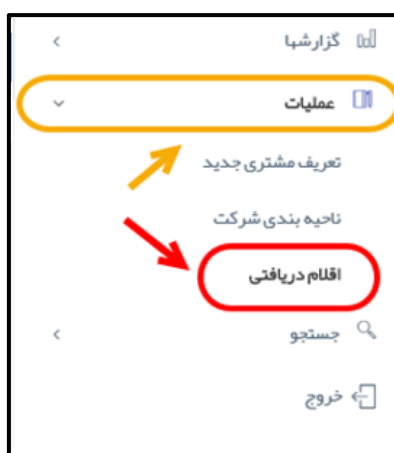 گزارشها
عملیات
تعریف مشتری جدید
ناحیه بندی شرکت
اقلام دریافتی
جستجو
خروج